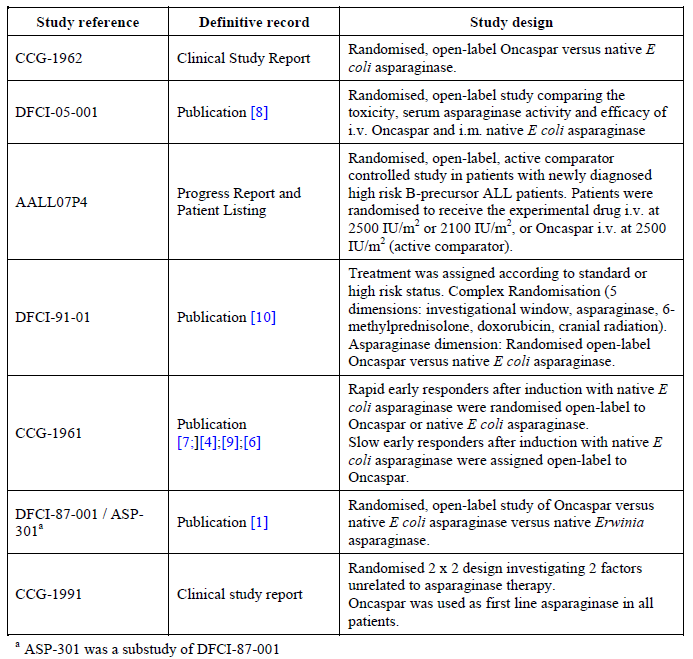 Study reference Definitive record Study design
CCG-1962 Clinical Study Report Randomised, open-label Oncaspar versus native E
coli asparaginase.
DFCI-05-001 Publication [8] Randomised, open-label study comparing the
toxicity, serum asparaginase activity and efficacy of
i.v. Oncaspar and i.m. native E coli asparaginase
AALL07P4
Progress Report and
Patient Listing
Randomised, open-label, active comparator
controlled study in patients with newly diagnosed
high risk B-precursor ALL patients. Patients were
randomised to receive the experimental drug i.v. at
2500 IU/m² or 2100 IU/m², or Oncaspar i.v. at 2500
IU/m² (active comparator).
DFCI-91-01 Publication [10]
Treatment was assigned according to standard or
high risk status. Complex Randomisation (5
dimensions: investigational window, asparaginase, 6-
methylprednisolone, doxorubicin, cranial radiation).
Asparaginase dimension: Randomised open-label
Oncaspar versus native E coli asparaginase.
CCG-1961
Publication
[7;][4];[9];[6]
Rapid early responders after induction with native E
coli asparaginase were randomised open-label to
Oncaspar or native E coli asparaginase.
Slow early responders after induction with native E
coli asparaginase were assigned open-label to
Oncaspar.
DFCI-87-001 / ASP-
301ᵃ
Publication [1]
Randomised, open-label study of Oncaspar versus
native E coli asparaginase versus native Erwinia
asparaginase.
CCG-1991 Clinical study report
Randomised 2 x 2 design investigating 2 factors
unrelated to asparaginase therapy.
Oncaspar was used as first line asparaginase in all
patients.
ᵃ ASP-301 was a substudy of DFCI-87-001